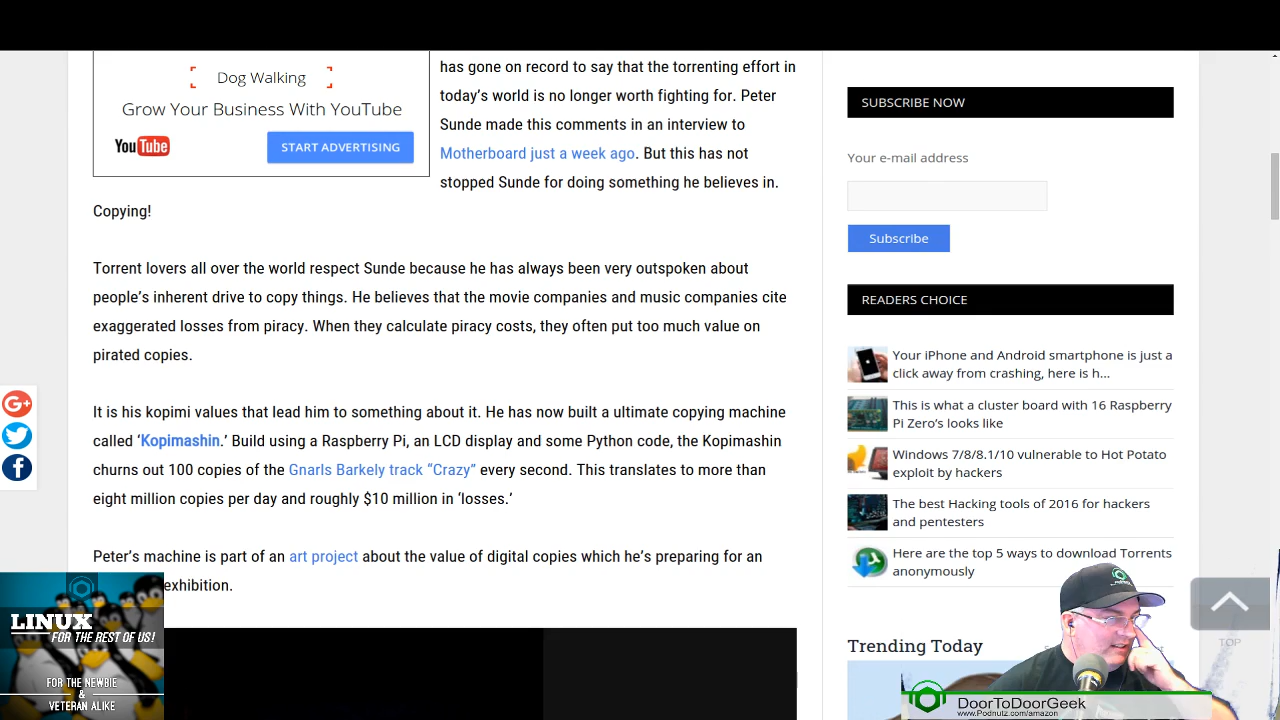 Dog Walking
Grow Your Business With YouTube
YouTube
START ADVERTISING
has gone on record to say that the torrenting effort in
today's world is no longer worth fighting for. Peter
Sunde made this comments in an interview to
Motherboard just a week ago. But this has not
stopped Sunde for doing something he believes in.
Copying!
Torrent lovers all over the world respect Sunde because he has always been very outspoken about
people's inherent drive to copy things. He believes that the movie companies and music companies cite
exaggerated losses from piracy. When they calculate piracy costs, they often put too much value on
pirated copies.
It is his kopimi values that lead him to something about it. He has now built a ultimate copying machine
called 'Kopimashin.' Build using a Raspberry Pi, an LCD display and some Python code, the Kopimashin
churns out 100 copies of the Gnarls Barkely track “Crazy” every second. This translates to more than
eight million copies per day and roughly $10 million in 'losses.'
Peter's machine is part of an art project about the value of digital copies which he's preparing for an
exhibition.
SUBSCRIBE NOW
Your e-mail address
Subscribe
READERS CHOICE
Your iPhone and Android smartphone is just a
click away from crashing, here is h...
This is what a cluster board with 16 Raspberry
Pi Zero's looks like
Windows 7/8/8.1/10 vulnerable to Hot Potato
exploit by hackers
The best Hacking tools of 2016 for hackers
and pentesters
Here are the top 5 ways to download Torrents
anonymously
Trending Today
TOP
G+
LINUX
FOR THE REST OF US!
FOR THE NEWBIE
&
VETERAN ALIKE
DoorToDoorGeek
www.Podnutz.com/amazon